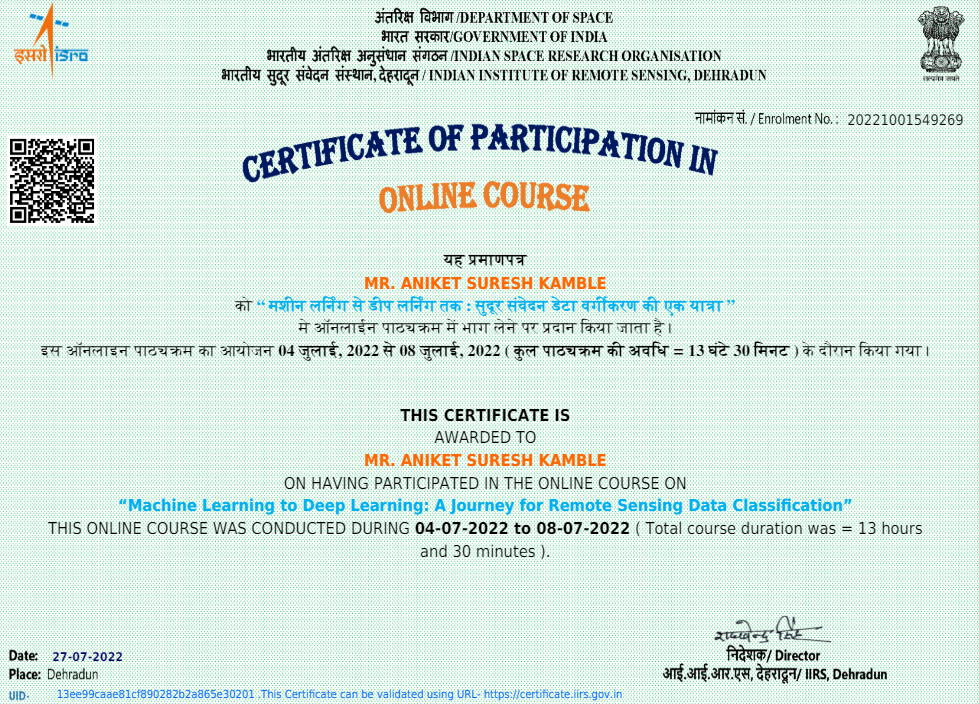 इसरो isro
अंतरिक्ष विभाग /DEPARTMENT OF SPACE
भारत सरकार/GOVERNMENT OF INDIA
भारतीय अंतरिक्ष अनुसंधान संगठन /INDIAN SPACE RESEARCH ORGANISATION
भारतीय सुदूर संवेदन संस्थान, देहरादून / INDIAN INSTITUTE OF REMOTE SENSING, DEHRADUN
सत्यमेव जयते
नामांकन सं. / Enrolment No. : 20221001549269
CERTIFICATE OF PARTICIPATION IN
ONLINE COURSE
यह प्रमाणपत्र
MR. ANIKET SURESH KAMBLE
को “ मशीन लर्निंग से डीप लर्निंग तक : सुदूर संवेदन डेटा वर्गीकरण की एक यात्रा ”
मे ऑनलाईन पाठ्यक्रम में भाग लेने पर प्रदान किया जाता है।
इस ऑनलाइन पाठ्यक्रम का आयोजन 04 जुलाई, 2022 से 08 जुलाई, 2022 ( कुल पाठ्यक्रम की अवधि = 13 घंटे 30 मिनट ) के दौरान किया गया।
THIS CERTIFICATE IS
AWARDED TO
MR. ANIKET SURESH KAMBLE
ON HAVING PARTICIPATED IN THE ONLINE COURSE ON
“Machine Learning to Deep Learning: A Journey for Remote Sensing Data Classification”
THIS ONLINE COURSE WAS CONDUCTED DURING 04-07-2022 to 08-07-2022 ( Total course duration was = 13 hours
and 30 minutes ).
निदेशक/ Director
आई.आई.आर.एस, देहरादून/ IIRS, Dehradun
Date: 27-07-2022
Place: Dehradun
UID- 13ee99caae81cf890282b2a865e30201 .This Certificate can be validated using URL- https://certificate.iirs.gov.in